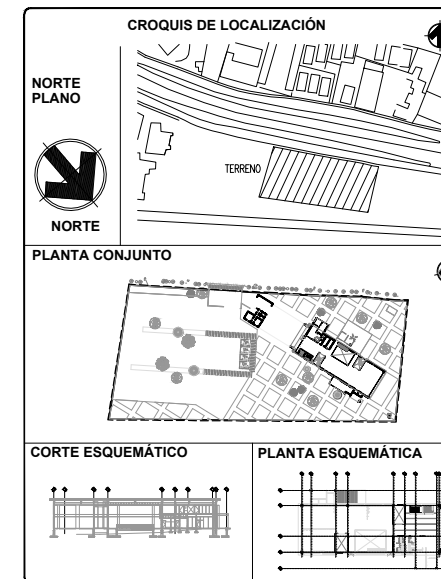 CROQUIS DE LOCALIZACIÓN
NORTE
PLANO
NORTE
TERRENO
PLANTA CONJUNTO
CORTE ESQUEMÁTICO
PLANTA ESQUEMÁTICA